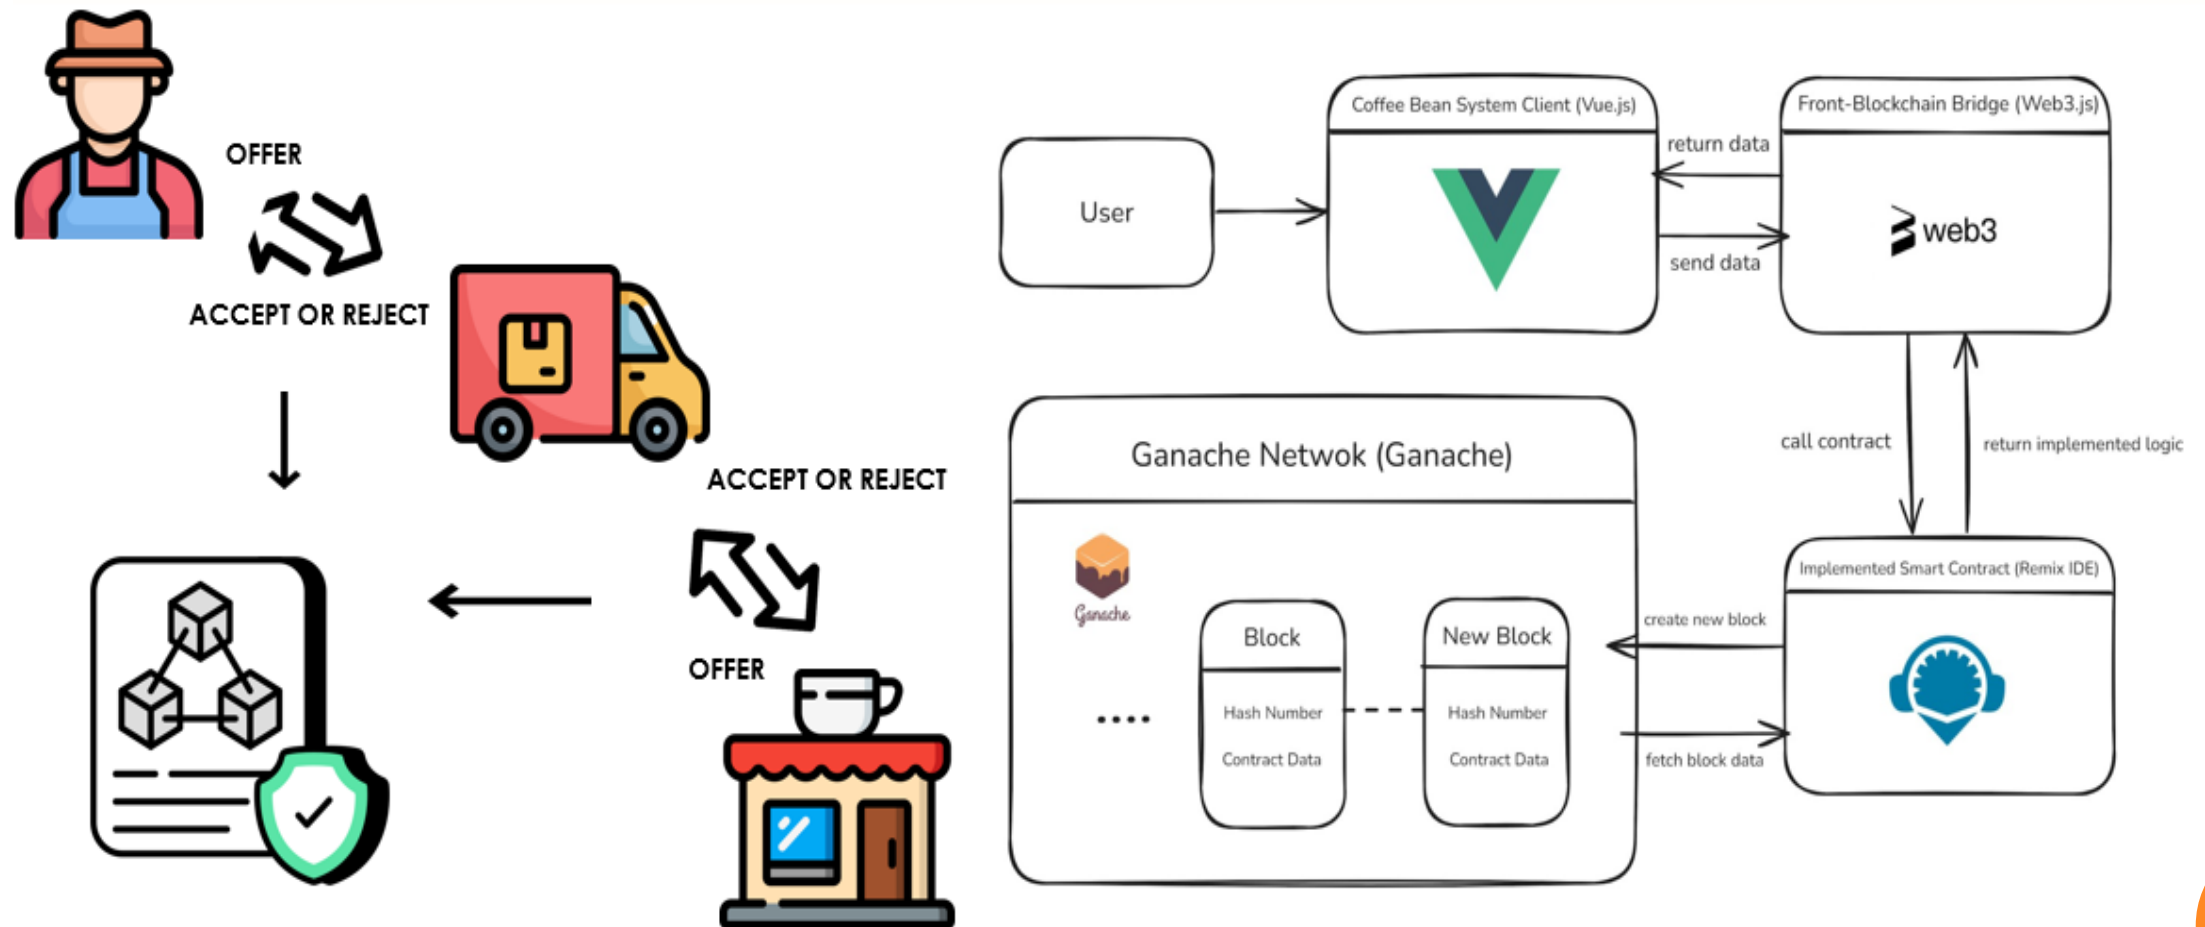 OFFER
ACCEPT OR REJECT
ACCEPT OR REJECT
OFFER
User
Coffee Bean System Client (Vue.js)
return data
send data
Front-Blockchain Bridge (Web3.js)
web3
call contract
return implemented logic
Ganache Netwok (Ganache)
Ganache
Block
Hash Number
Contract Data
New Block
Hash Number
Contract Data
....
create new block
fetch block data
Implemented Smart Contract (Remix IDE)